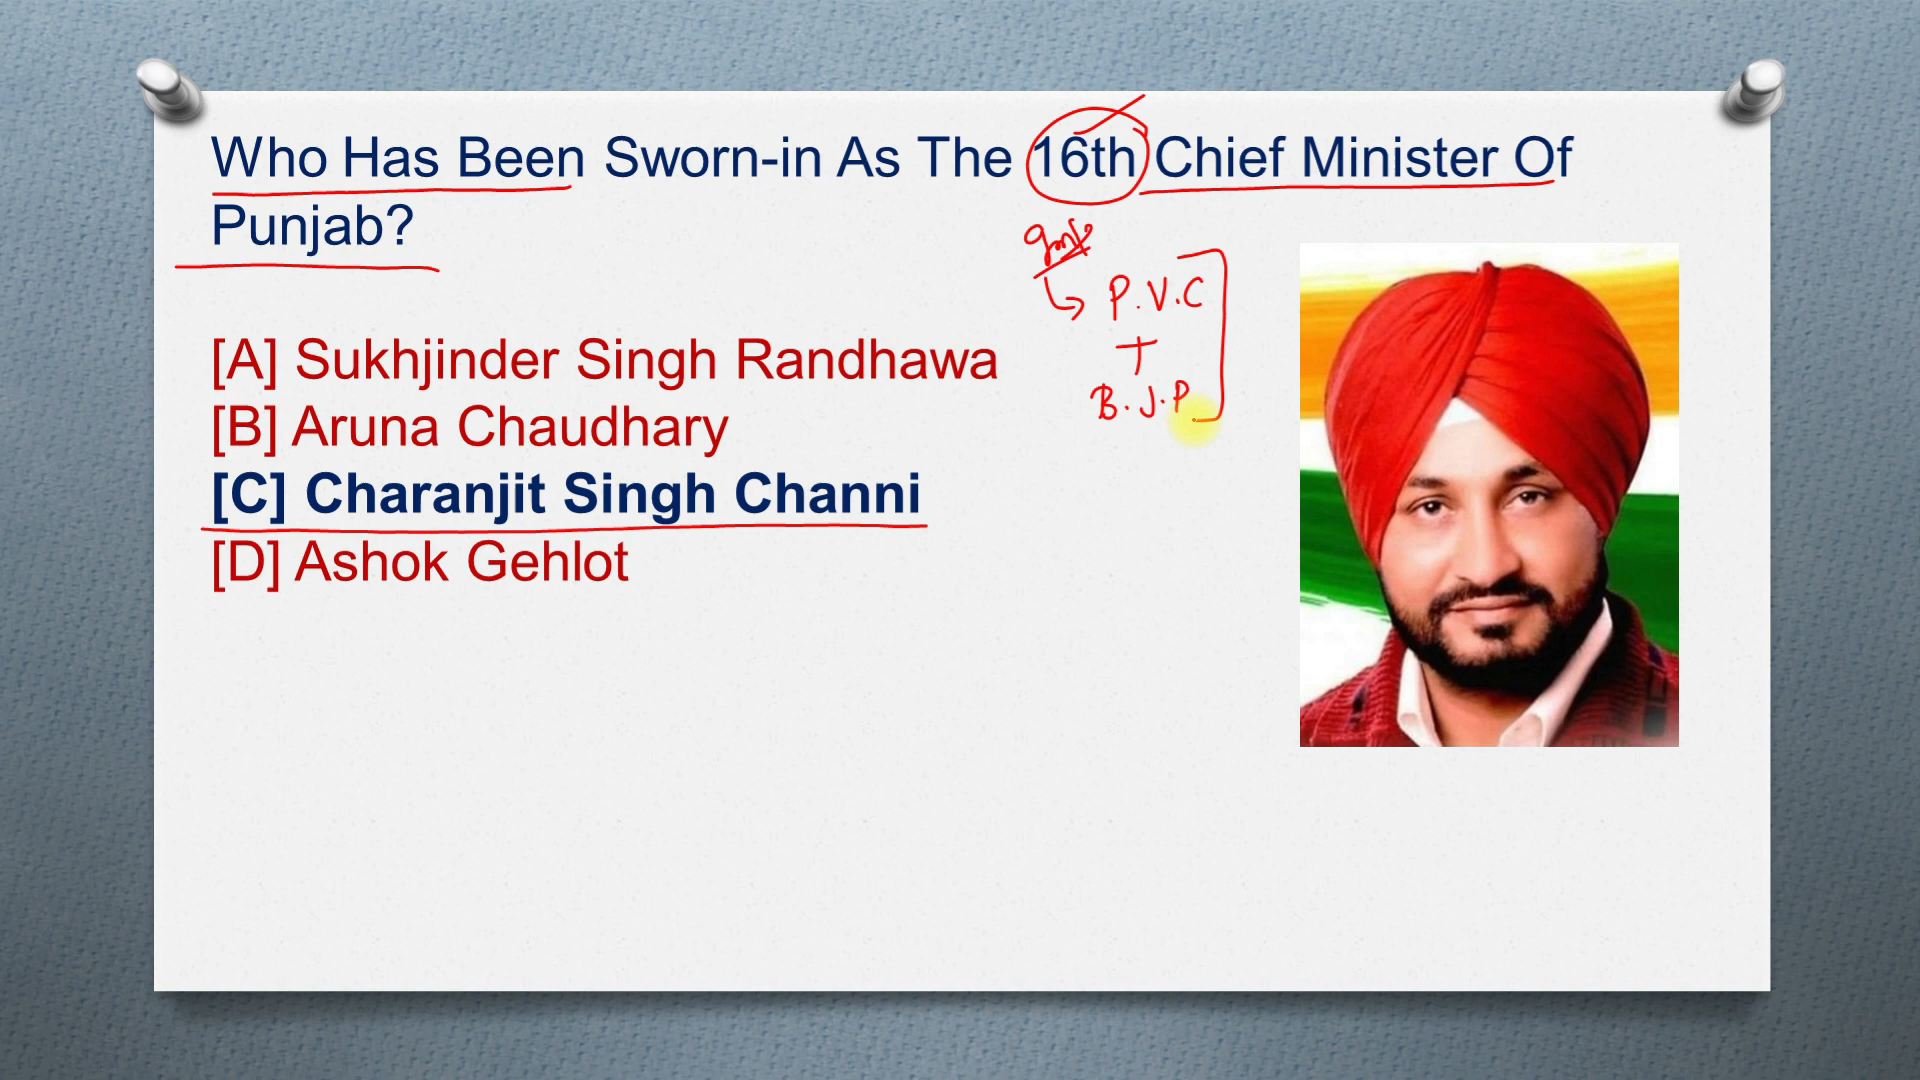 Who Has Been Sworn-in As The 16th Chief Minister Of
Punjab?
P.V.C
+
B.J.P
[A] Sukhjinder Singh Randhawa
[B] Aruna Chaudhary
[C] Charanjit Singh Channi
[D] Ashok Gehlot